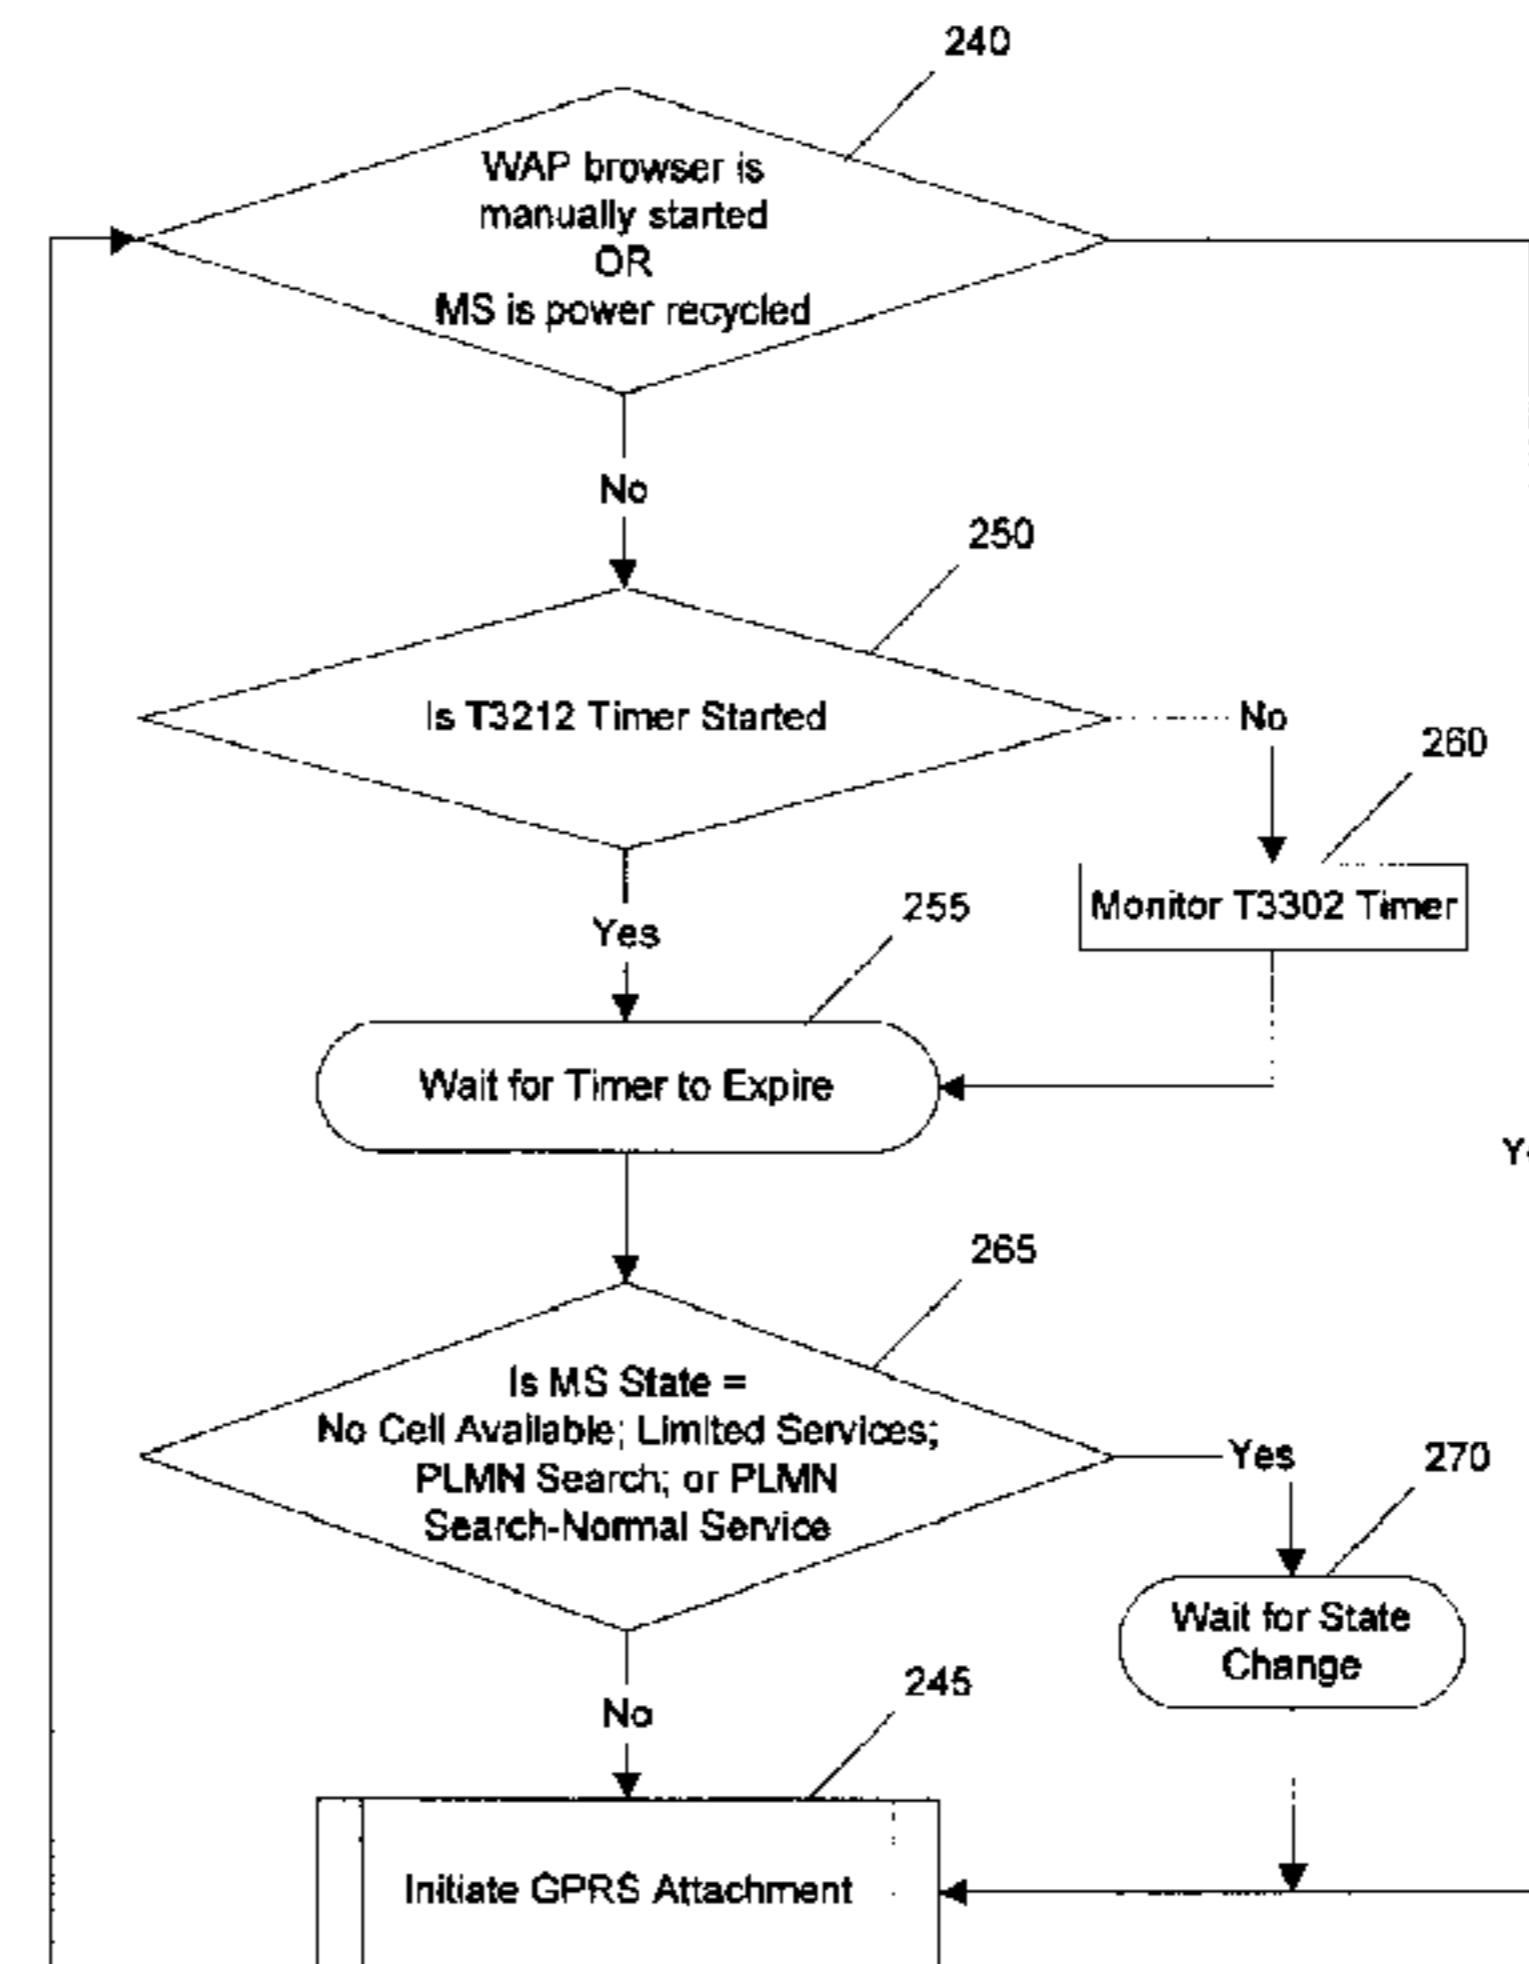 240
WAP browser is
manually started
OR
MS is power recycled
No
250
Is T3212 Timer Started
No
260
Monitor T3302 Timer
Yes
255
Wait for Timer to Expire
265
Is MS State =
No Cell Available; Limited Services;
PLMN Search; or PLMN
Search-Normal Service
Yes
270
Wait for State
Change
No
245
Initiate GPRS Attachment